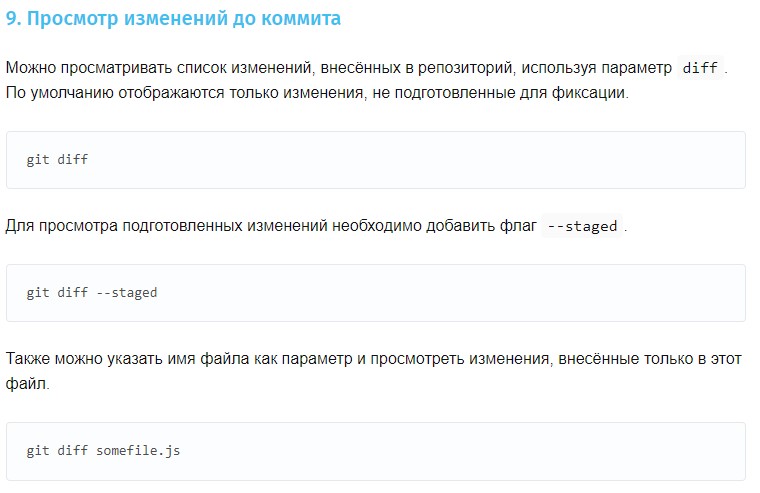 9. Просмотр изменений до коммита
Можно просматривать список изменений, внесённых в репозиторий, используя параметр diff.
По умолчанию отображаются только изменения, не подготовленные для фиксации.
git diff
Для просмотра подготовленных изменений необходимо добавить флаг --staged.
git diff --staged
Также можно указать имя файла как параметр и просмотреть изменения, внесённые только в этот
файл.
git diff somefile.js